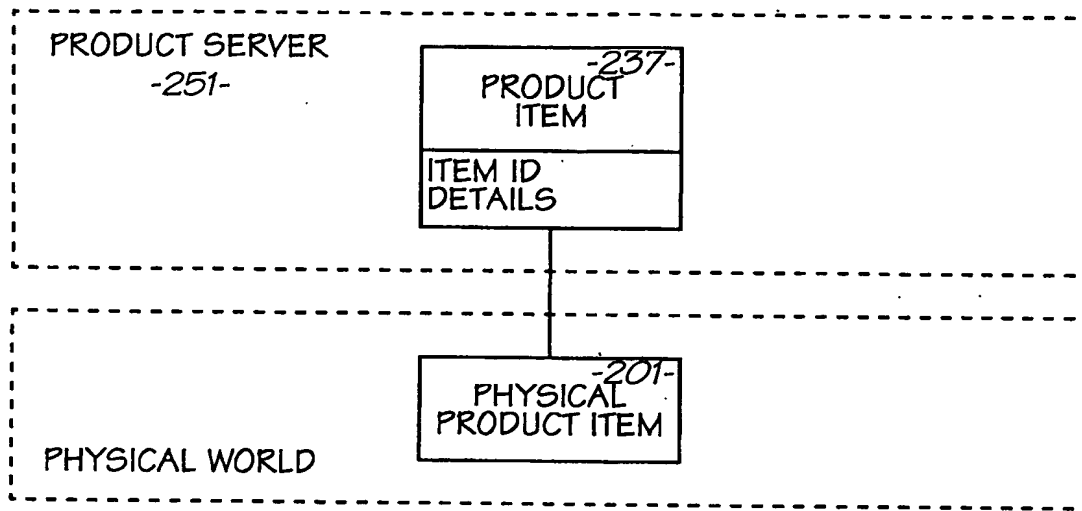 PRODUCT SERVER
-251-
-237-
PRODUCT
ITEM
ITEM ID
DETAILS
-201-
PHYSICAL
PRODUCT ITEM
PHYSICAL WORLD